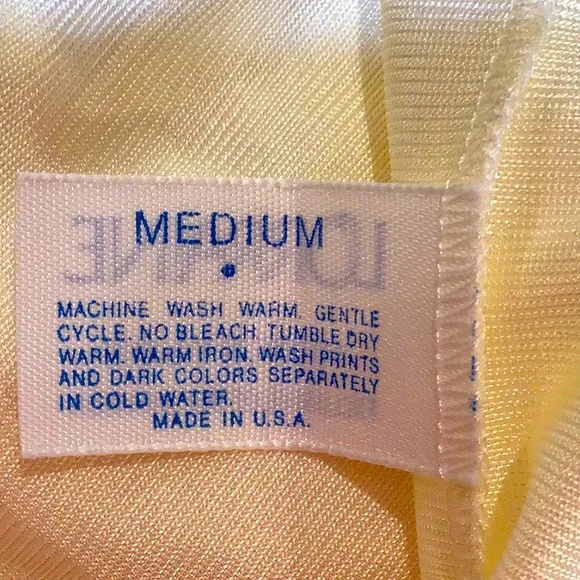 MEDIUM
MACHINE WASH WARM. GENTLE
CYCLE. NO BLEACH. TUMBLE DRY
WARM. WARM IRON. WASH PRINTS
AND DARK COLORS SEPARATELY
IN COLD WATER.
MADE IN U.S.A.